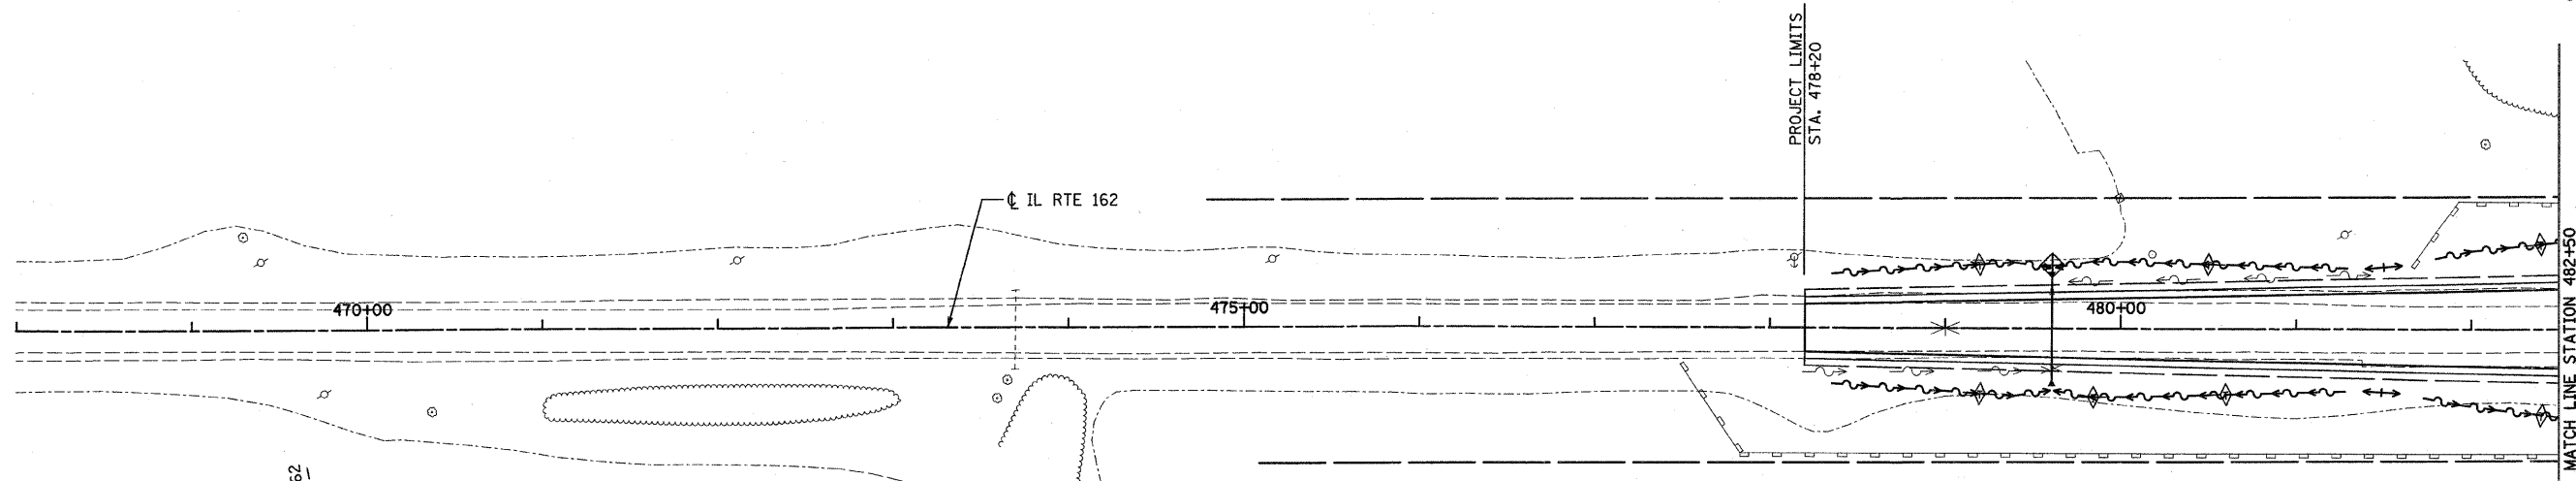 PROJECT LIMITS
STA. 478+20
℄ IL RTE 162
470+00
475+00
480+00
MATCH LINE STATION 482+50
62